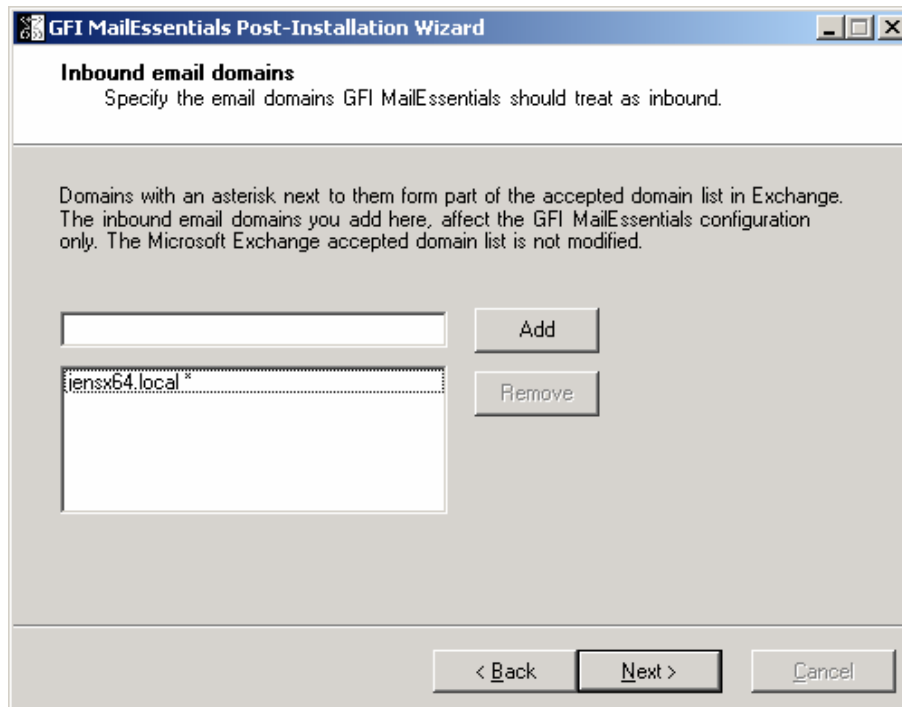 GFI MailEssentials Post-Installation Wizard
Inbound email domains
Specify the email domains GFI MailEssentials should treat as inbound.
Domains with an asterisk next to them form part of the accepted domain list in Exchange.
The inbound email domains you add here, affect the GFI MailEssentials configuration
only. The Microsoft Exchange accepted domain list is not modified.
Add
jensx64.local *
Remove
< Back
Next >
Cancel